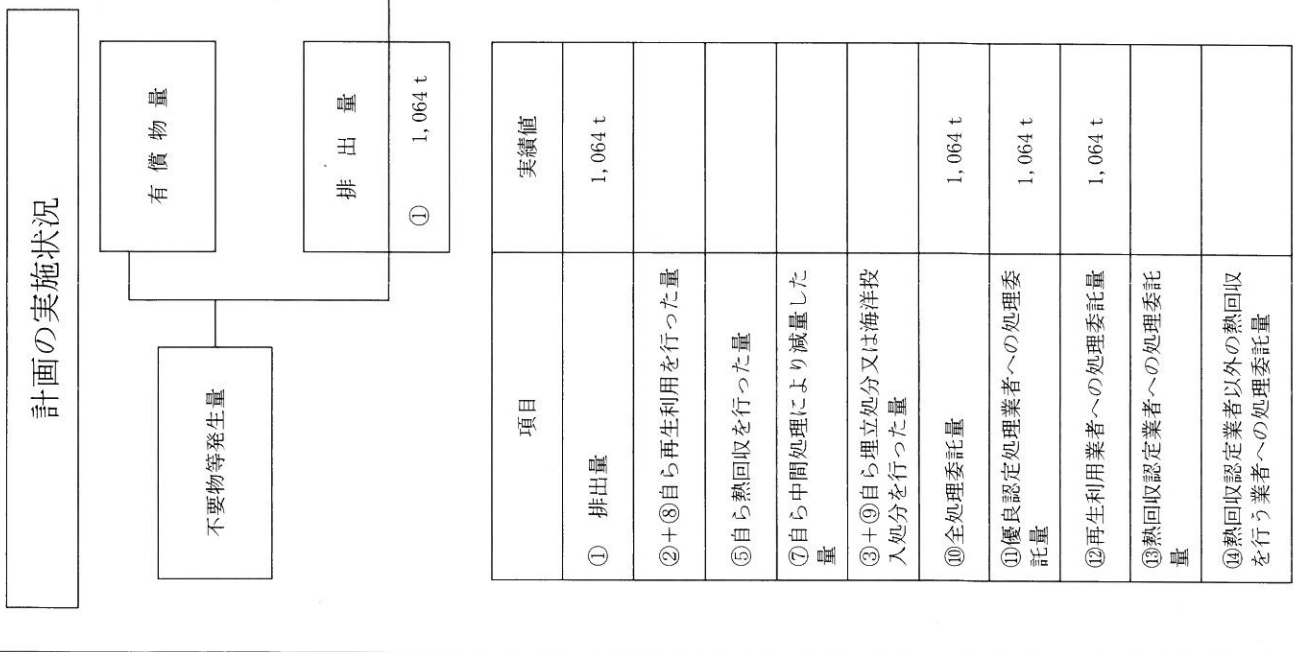 計画の実施状況
不要物等発生量
有償物量
排出量
① 1,064 t
項目 実績値
① 排出量 1,064 t
②+⑧自ら再生利用を行った量
⑤自ら熱回収を行った量
⑦自ら中間処理により減量した
量
③+⑨自ら埋立処分又は海洋投
入処分を行った量
⑩全処理委託量 1,064 t
⑪優良認定処理業者への処理委
託量 1,064 t
⑫再生利用業者への処理委託量 1,064 t
⑬熱回収認定業者への処理委託
量
⑭熱回収認定業者以外の熱回収
を行う業者への処理委託量